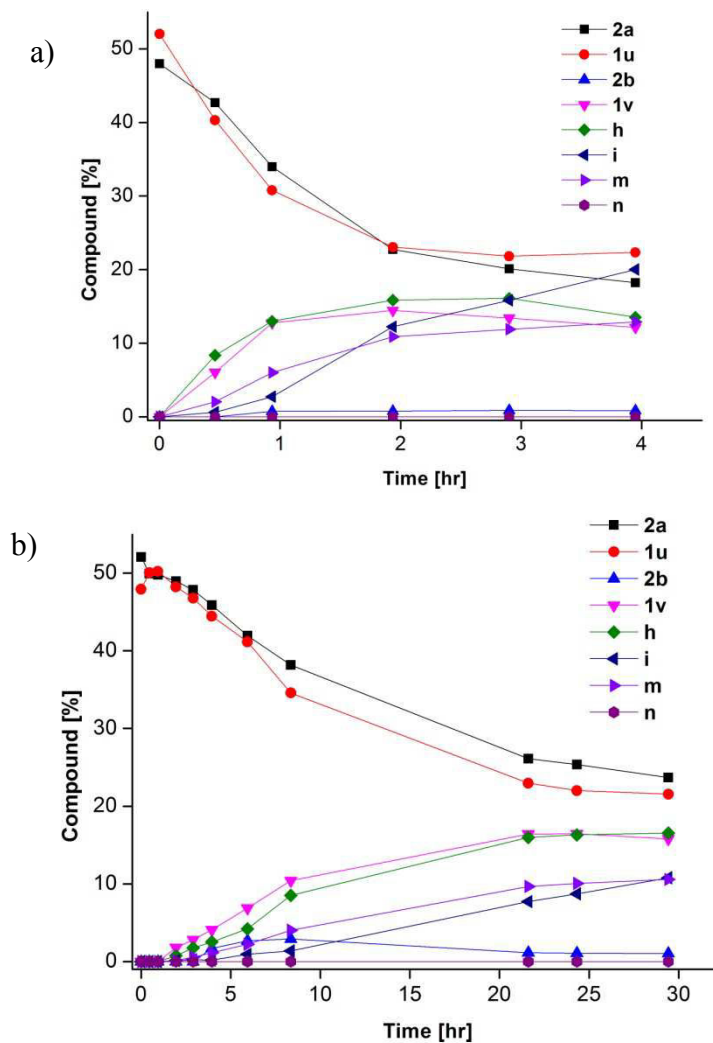 a)
2a
1u
2b
1v
h
i
m
n
50
40
30
20
10
0
Compound [%]
0 1 2 3 4
Time [hr]
b)
2a
1u
2b
1v
h
i
m
n
50
40
30
20
10
0
Compound [%]
0 5 10 15 20 25 30
Time [hr]